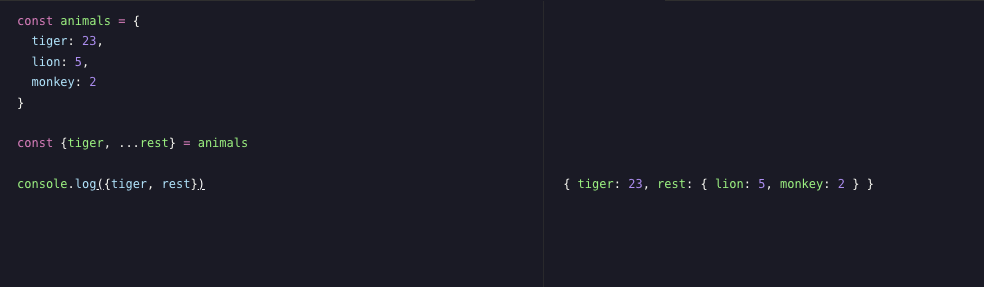 const animals = {
  tiger: 23,
  lion: 5,
  monkey: 2
}
const {tiger, ...rest} = animals
console.log({tiger, rest})
{ tiger: 23, rest: { lion: 5, monkey: 2 } }